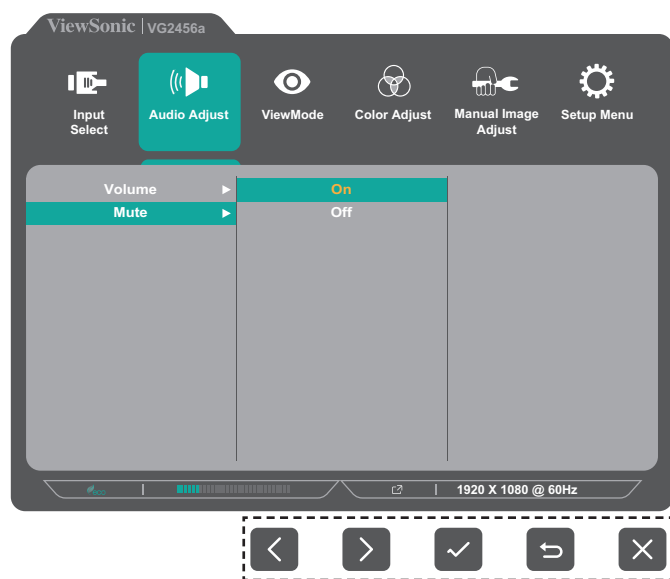 ViewSonic | VG2456a
Input Select
Audio Adjust
ViewMode
Color Adjust
Manual Image Adjust
Setup Menu
Volume
On
Mute
Off
eco
1920 X 1080 @ 60Hz